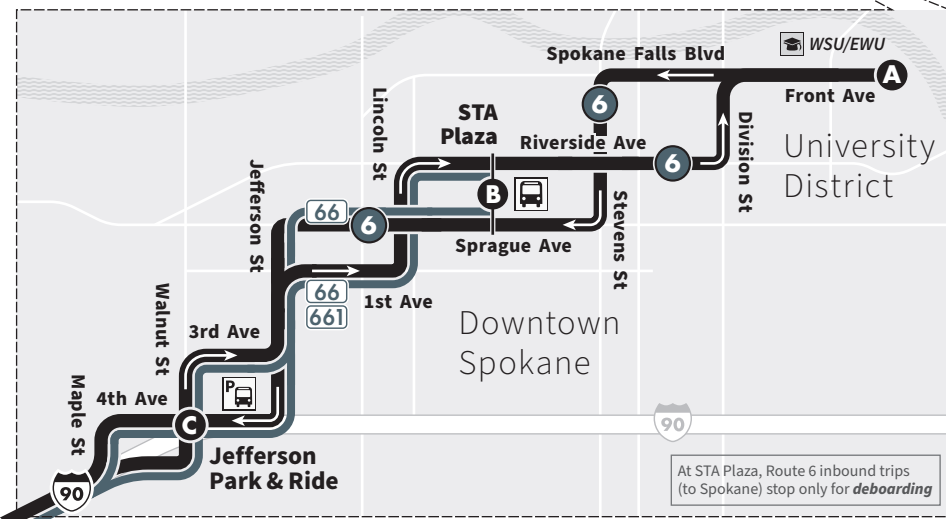 WSU/EWU
Spokane Falls Blvd
A
Front Ave
6
Lincoln St
STA
Plaza
Riverside Ave
6
Division St
University
District
Jefferson St
B
66
6
Stevens St
Sprague Ave
66
661
1st Ave
Walnut St
3rd Ave
Downtown
Spokane
P
Maple St
4th Ave
C
90
Jefferson
Park & Ride
90
At STA Plaza, Route 6 inbound trips
(to Spokane) stop only for deboarding